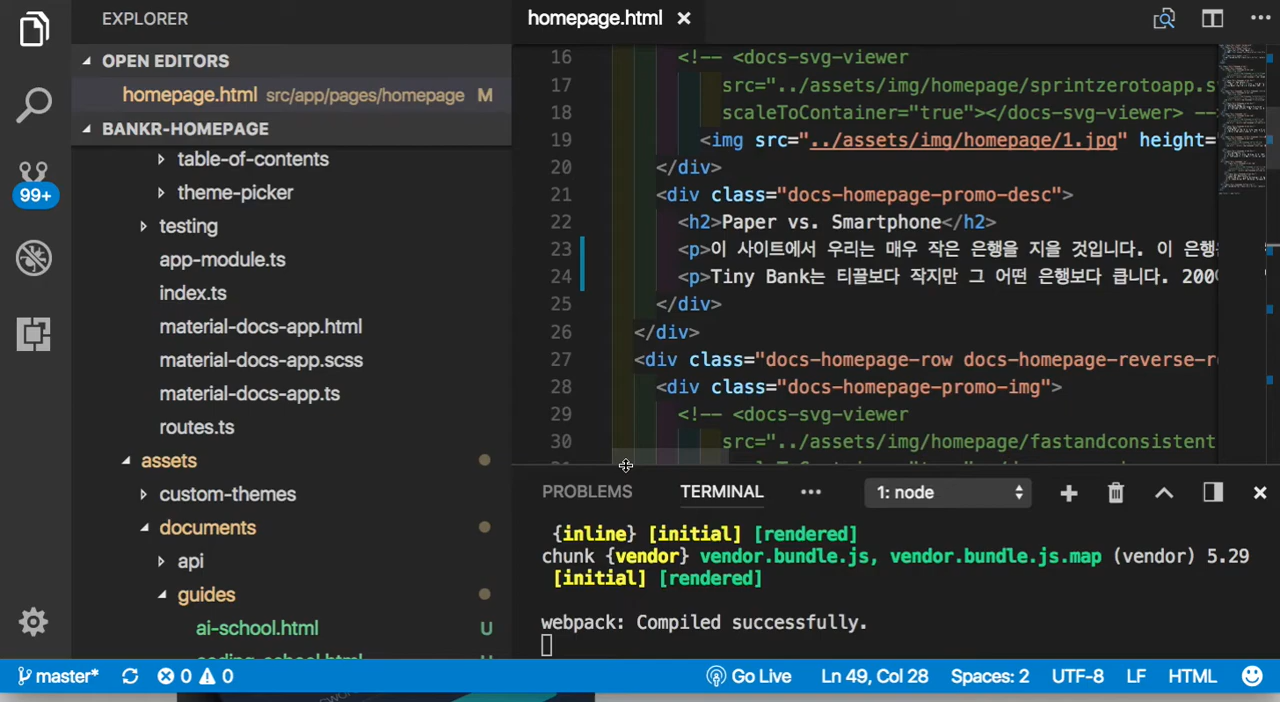 EXPLORER
OPEN EDITORS
homepage.html src/app/pages/homepage M
BANKR-HOMEPAGE
table-of-contents
theme-picker
99+
testing
app-module.ts
index.ts
material-docs-app.html
material-docs-app.scss
material-docs-app.ts
routes.ts
assets
custom-themes
documents
api
guides
ai-school.html U
homepage.html
16 <!-- <docs-svg-viewer
17 src="../assets/img/homepage/sprintzerotoapp.s
18 scaleToContainer="true"></docs-svg-viewer> --
19 <img src="../assets/img/homepage/1.jpg" height=
20 </div>
21 <div class="docs-homepage-promo-desc">
22 <h2>Paper vs. Smartphone</h2>
23 <p>이 사이트에서 우리는 매우 작은 은행을 지을 것입니다. 이
24 <p>Tiny Bank는 티끌보다 작지만 그 어떤 은행보다 큽니다.
25 </div>
26 </div>
27 <div class="docs-homepage-row docs-homepage-reverse-r
28 <div class="docs-homepage-promo-img">
29 <!-- <docs-svg-viewer
30 src="../assets/img/homepage/fastandconsistent
PROBLEMS TERMINAL ••• 1: node
{inline} [initial] [rendered]
chunk {vendor} vendor.bundle.js, vendor.bundle.js.map (vendor) 5.29
[initial] [rendered]
webpack: Compiled successfully.
master* 0 0 Go Live Ln 49, Col 28 Spaces: 2 UTF-8 LF HTML